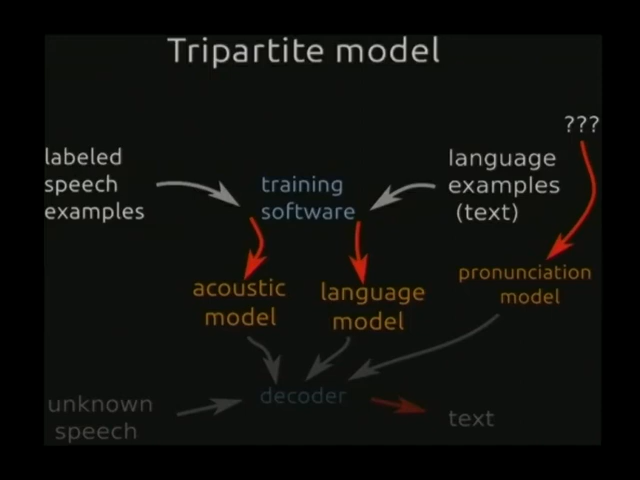 Tripartite model
???
labeled
speech
examples
training
software
language
examples
(text)
acoustic
model
language
model
pronunciation
model
unknown
speech
decoder
text